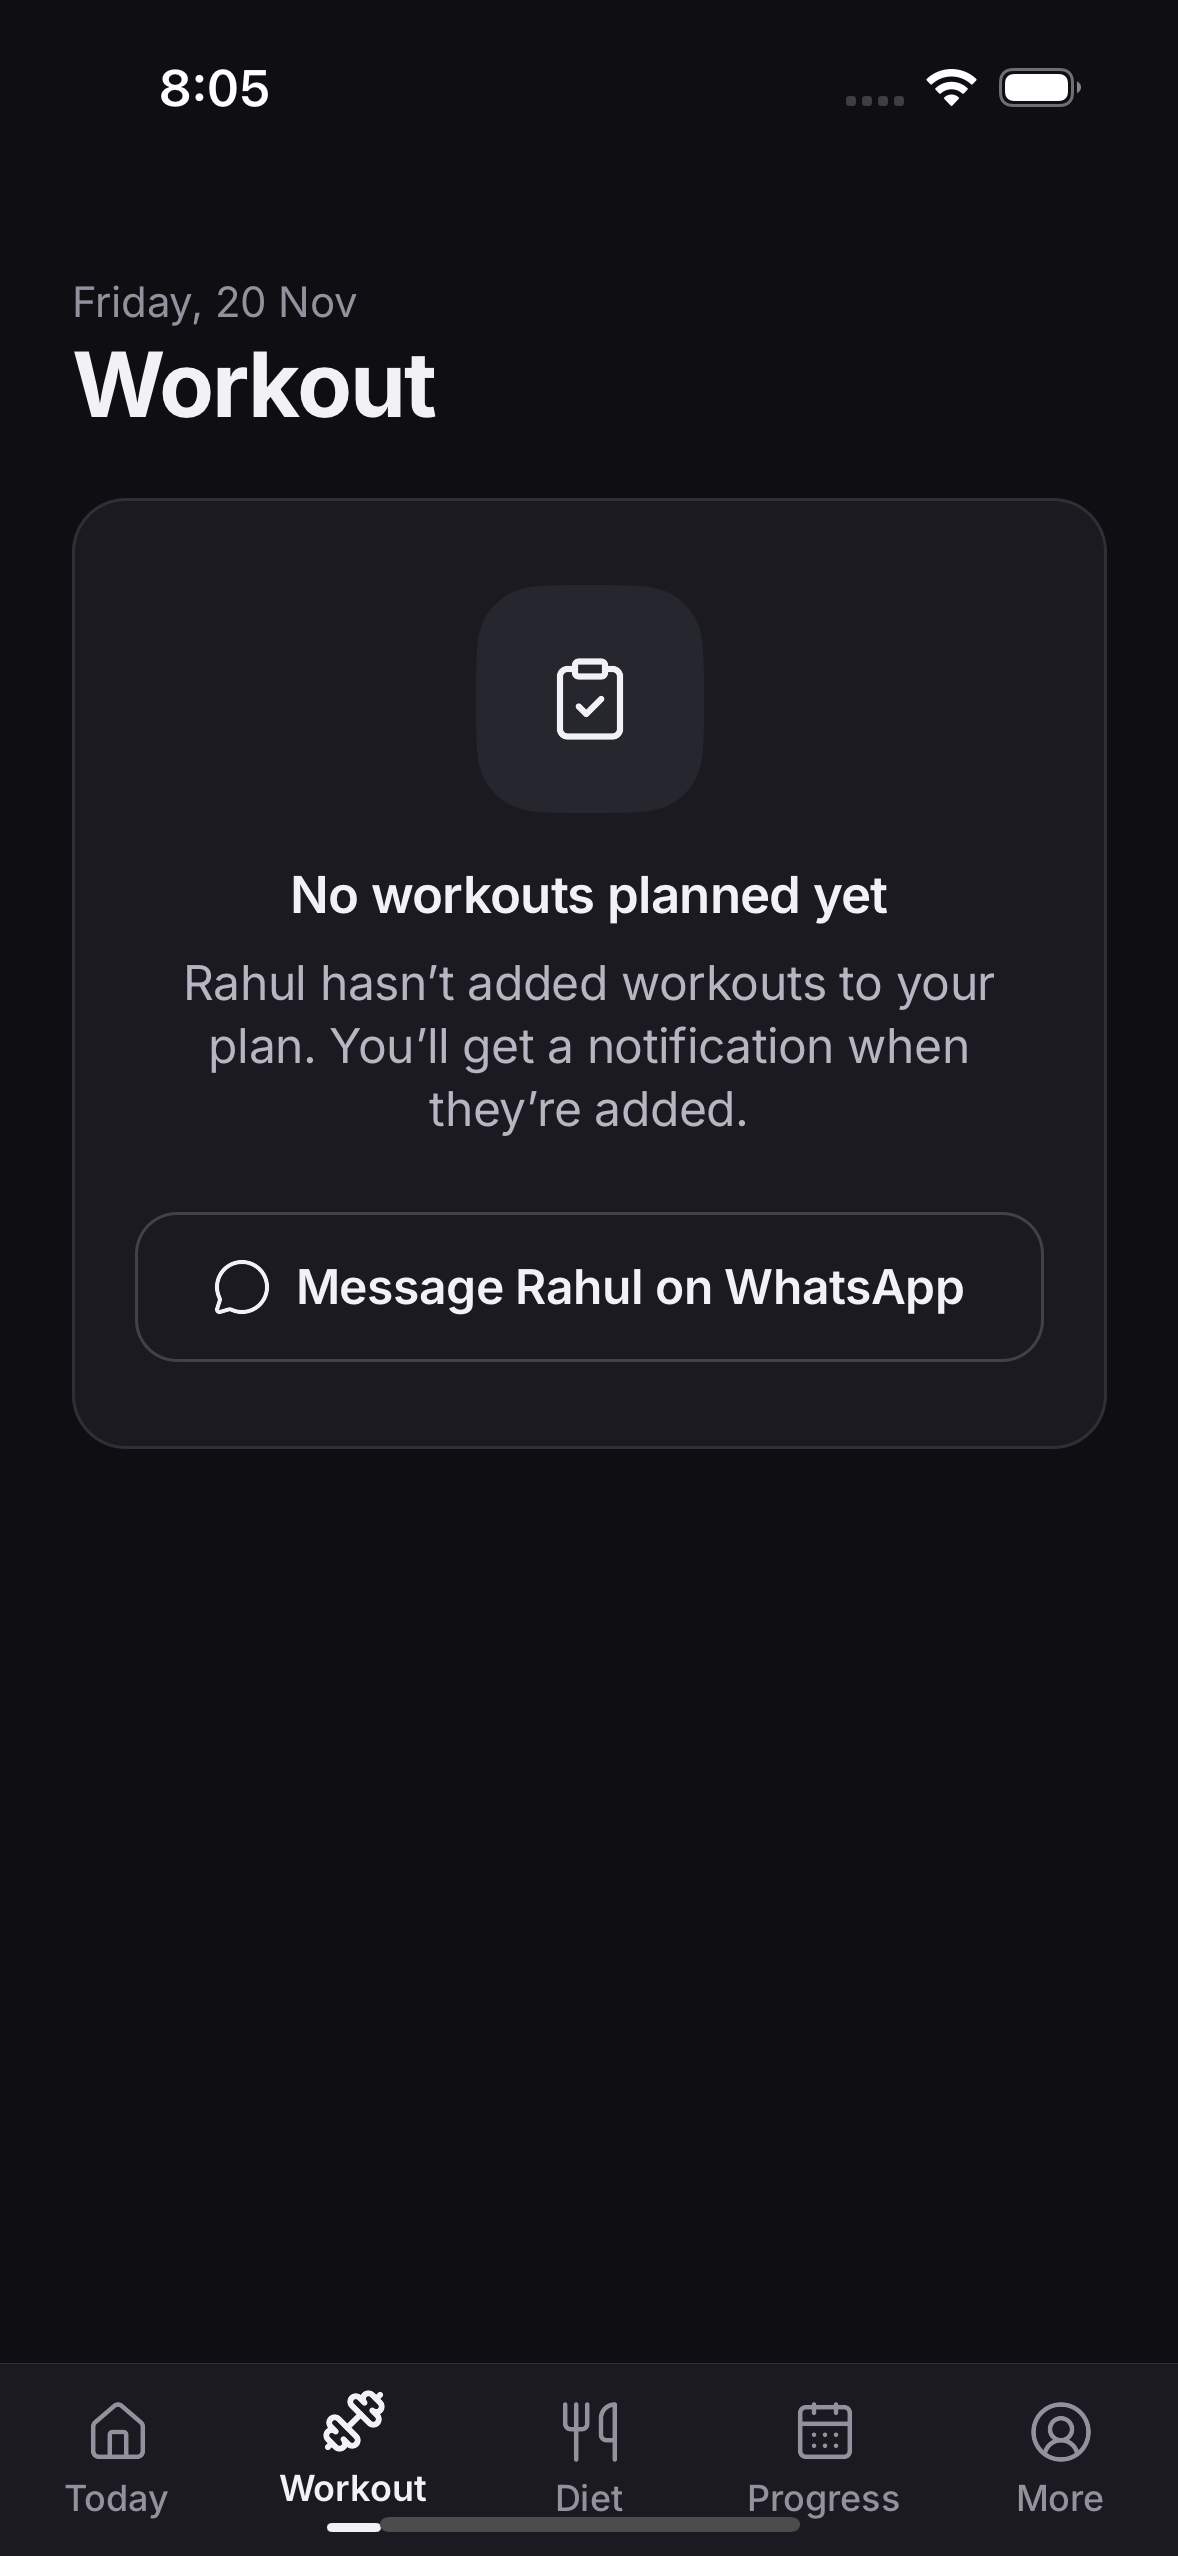 8:05
Friday, 20 Nov
Workout
No workouts planned yet
Rahul hasn’t added workouts to your
plan. You’ll get a notification when
they’re added.
Message Rahul on WhatsApp
Today
Workout
Diet
Progress
More